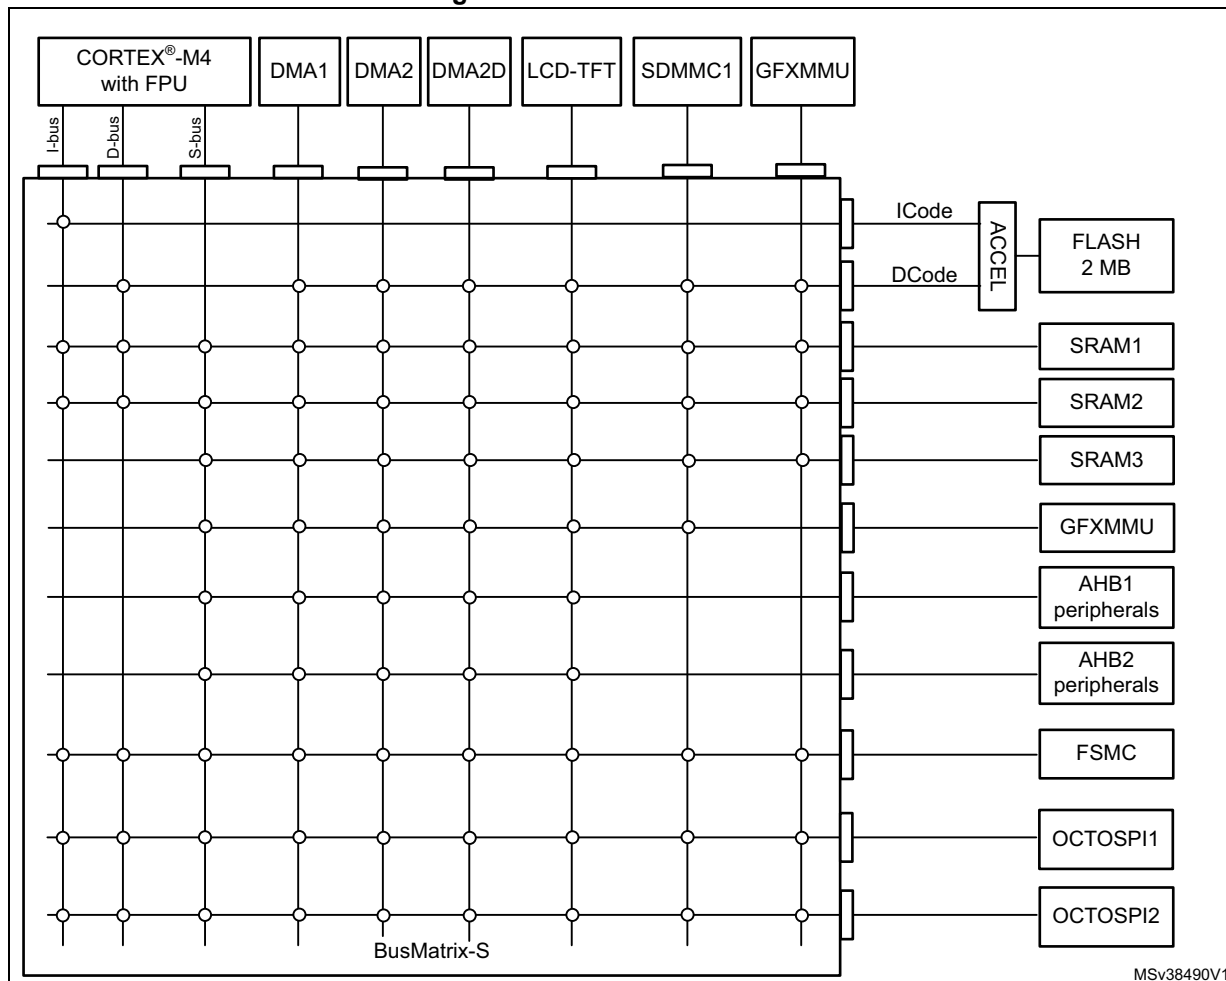 CORTEX®-M4
with FPU
DMA1
DMA2
DMA2D
LCD-TFT
SDMMC1
GFXMMU
I-bus
D-bus
S-bus
ICode
DCode
ACCEL
FLASH
2 MB
SRAM1
SRAM2
SRAM3
GFXMMU
AHB1
peripherals
AHB2
peripherals
FSMC
OCTOSPI1
OCTOSPI2
BusMatrix-S
MSv38490V1